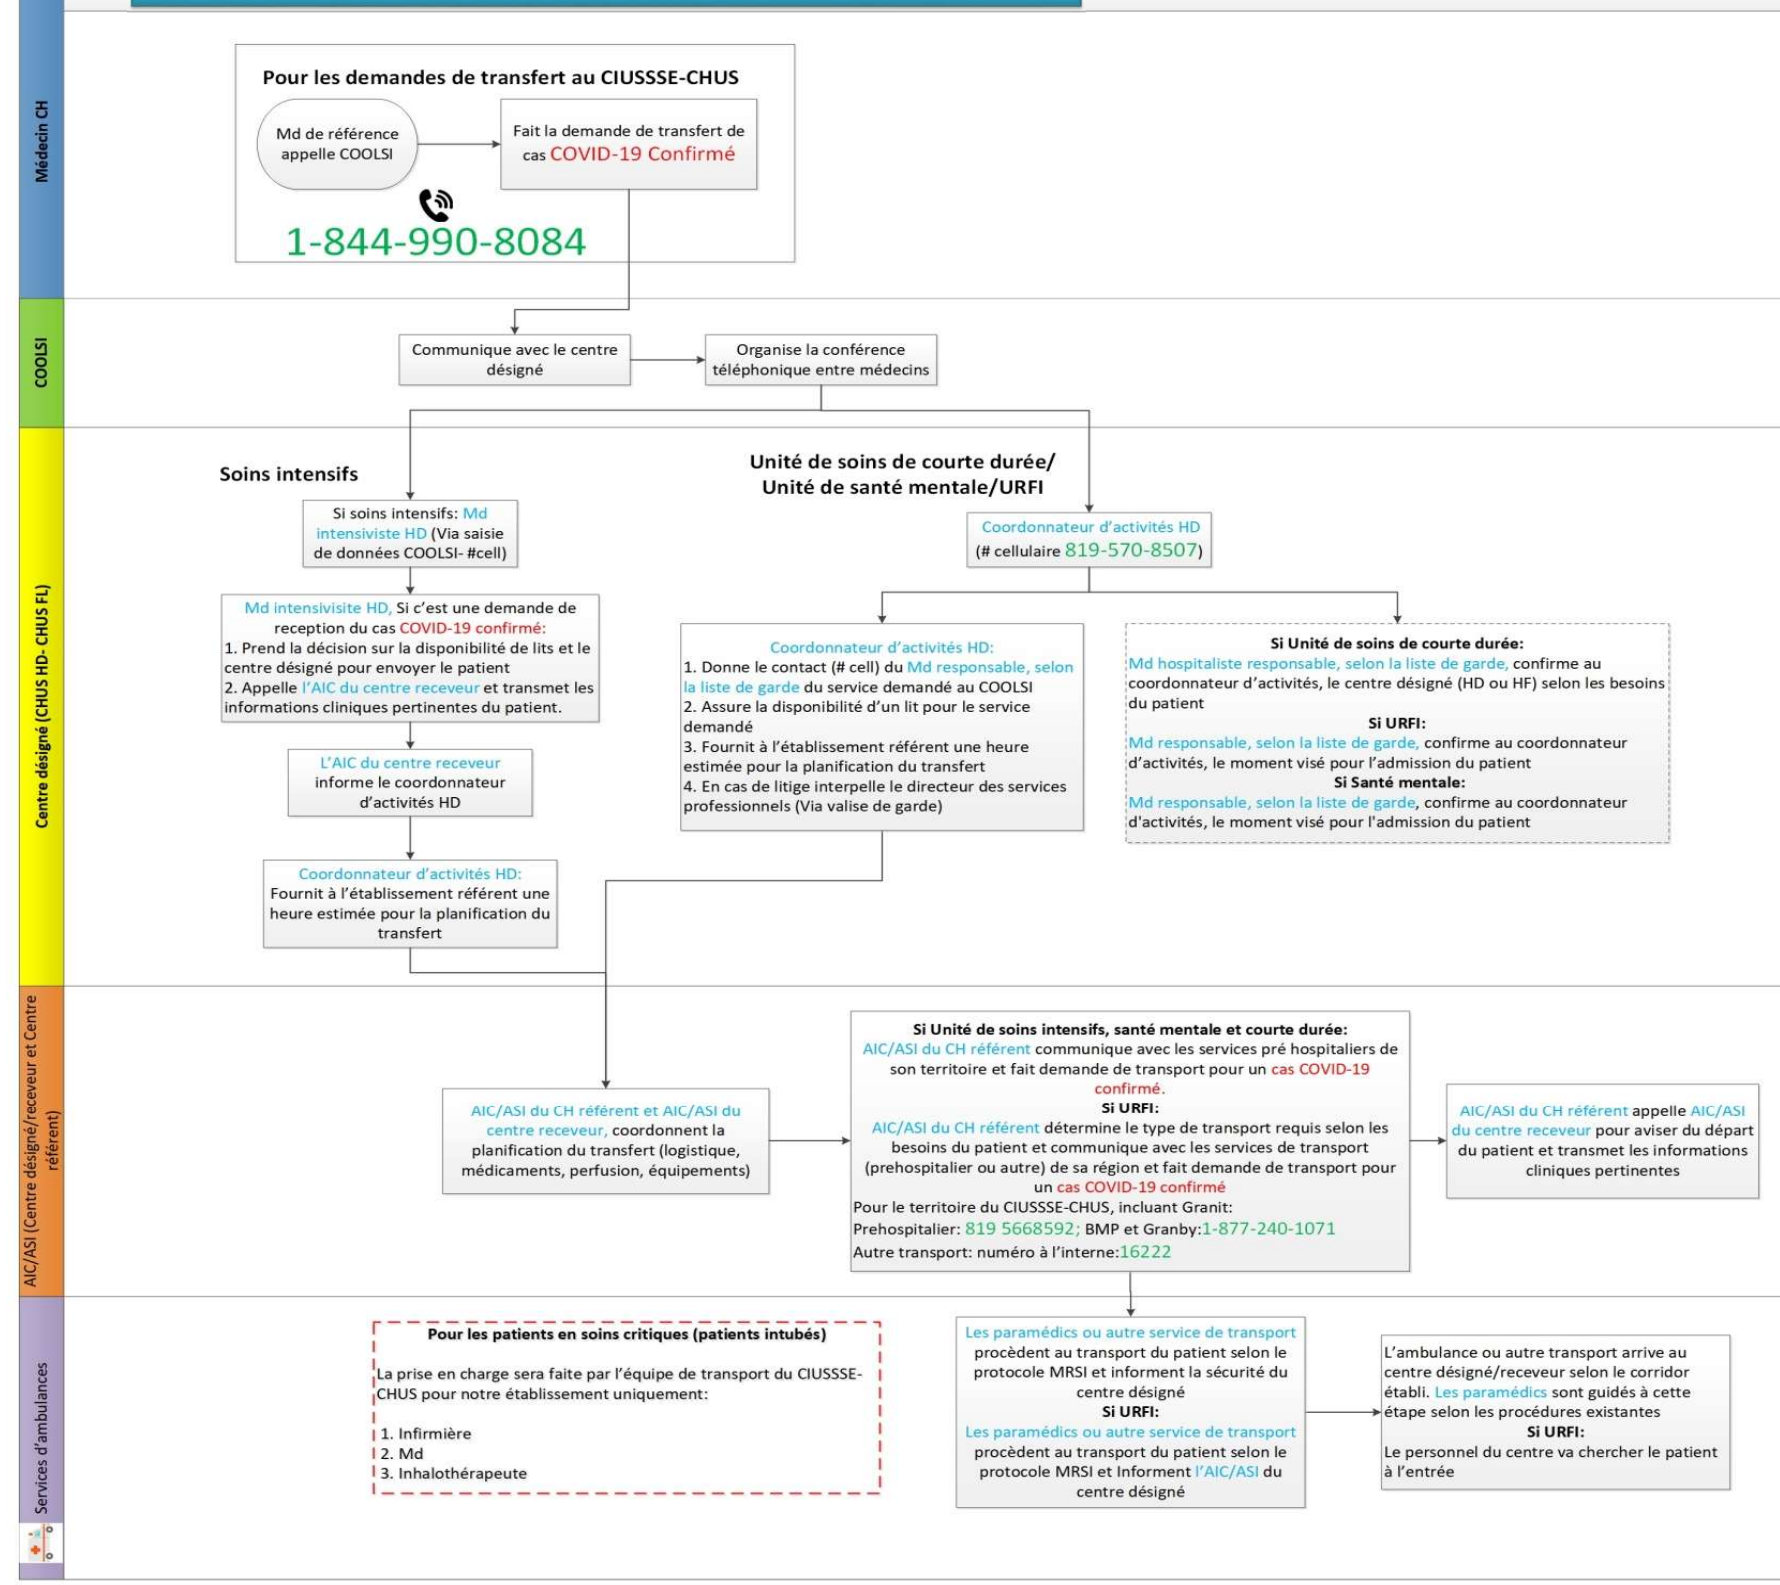 Médecin CH
Pour les demandes de transfert au CIUSSSE-CHUS
Md de référence
appelle COOLSI
Fait la demande de transfert de
cas COVID-19 Confirmé
1-844-990-8084
COOLSI
Communique avec le centre
désigné
Organise la conférence
téléphonique entre médecins
Centre désigné (CHUS HD- CHUS FL)
Soins intensifs
Si soins intensifs: Md
intensiviste HD (Via saisie
de données COOLSI- #cell)
Md intensivisite HD, Si c'est une demande de
reception du cas COVID-19 confirmé:
1. Prend la décision sur la disponibilité de lits et le
centre désigné pour envoyer le patient
2. Appelle l'AIC du centre receveur et transmet les
informations cliniques pertinentes du patient.
L'AIC du centre receveur
informe le coordonnateur
d'activités HD
Coordonnateur d'activités HD:
Fournit à l'établissement référent une
heure estimée pour la planification du
transfert
Unité de soins de courte durée/
Unité de santé mentale/URFI
Coordonnateur d'activités HD
(# cellulaire 819-570-8507)
Coordonnateur d'activités HD:
1. Donne le contact (# cell) du Md responsable, selon
la liste de garde du service demandé au COOLSI
2. Assure la disponibilité d'un lit pour le service
demandé
3. Fournit à l'établissement référent une heure
estimée pour la planification du transfert
4. En cas de litige interpelle le directeur des services
professionnels (Via valise de garde)
Si Unité de soins de courte durée:
Md hospitaliste responsable, selon la liste de garde, confirme au
coordonnateur d'activités, le centre désigné (HD ou HF) selon les besoins
du patient
Si URFI:
Md responsable, selon la liste de garde, confirme au coordonnateur
d'activités, le moment visé pour l'admission du patient
Si Santé mentale:
Md responsable, selon la liste de garde, confirme au coordonnateur
d'activités, le moment visé pour l'admission du patient
AIC/ASI (Centre désigné/receveur et Centre
référent)
AIC/ASI du CH référent et AIC/ASI du
centre receveur, coordonnent la
planification du transfert (logistique,
médicaments, perfusion, équipements)
Si Unité de soins intensifs, santé mentale et courte durée:
AIC/ASI du CH référent communique avec les services pré hospitaliers de
son territoire et fait demande de transport pour un cas COVID-19
confirmé.
Si URFI:
AIC/ASI du CH référent détermine le type de transport requis selon les
besoins du patient et communique avec les services de transport
(prehospitalier ou autre) de sa région et fait demande de transport pour
un cas COVID-19 confirmé
Pour le territoire du CIUSSSE-CHUS, incluant Granit:
Prehospitalier: 819 5668592; BMP et Granby:1-877-240-1071
Autre transport: numéro à l'interne:16222
AIC/ASI du CH référent appelle AIC/ASI
du centre receveur pour aviser du départ
du patient et transmet les informations
cliniques pertinentes
Services d'ambulances
Pour les patients en soins critiques (patients intubés)
La prise en charge sera faite par l'équipe de transport du CIUSSSE-
CHUS pour notre établissement uniquement:
1. Infirmière
2. Md
3. Inhalothérapeute
Les paramédics ou autre service de transport
procèdent au transport du patient selon le
protocole MRSI et informent la sécurité du
centre désigné
Si URFI:
Les paramédics ou autre service de transport
procèdent au transport du patient selon le
protocole MRSI et Informent l'AIC/ASI du
centre désigné
L'ambulance ou autre transport arrive au
centre désigné/receveur selon le corridor
établi. Les paramédics sont guidés à cette
étape selon les procédures existantes
Si URFI:
Le personnel du centre va chercher le patient
à l'entrée